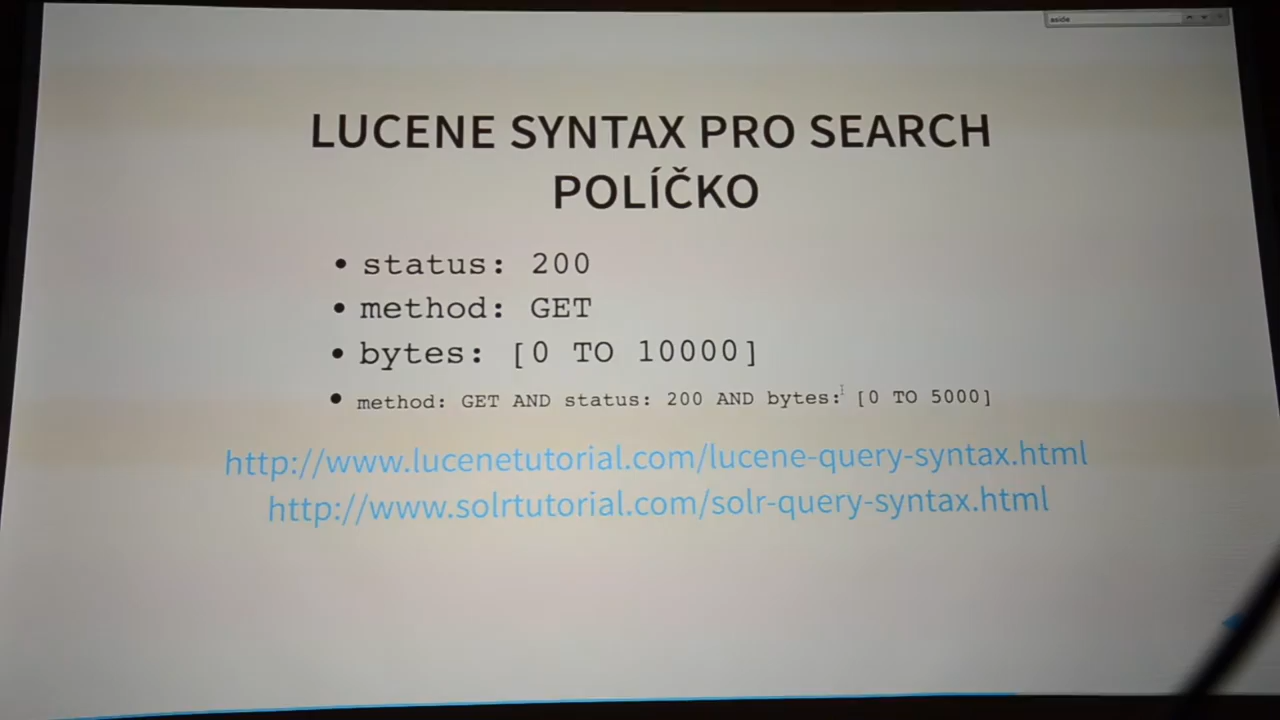 aside
LUCENE SYNTAX PRO SEARCH
POLÍČKO
• status: 200
• method: GET
• bytes: [0 TO 10000]
• method: GET AND status: 200 AND bytes: [0 TO 5000]
http://www.lucenetutorial.com/lucene-query-syntax.html
http://www.solrtutorial.com/solr-query-syntax.html